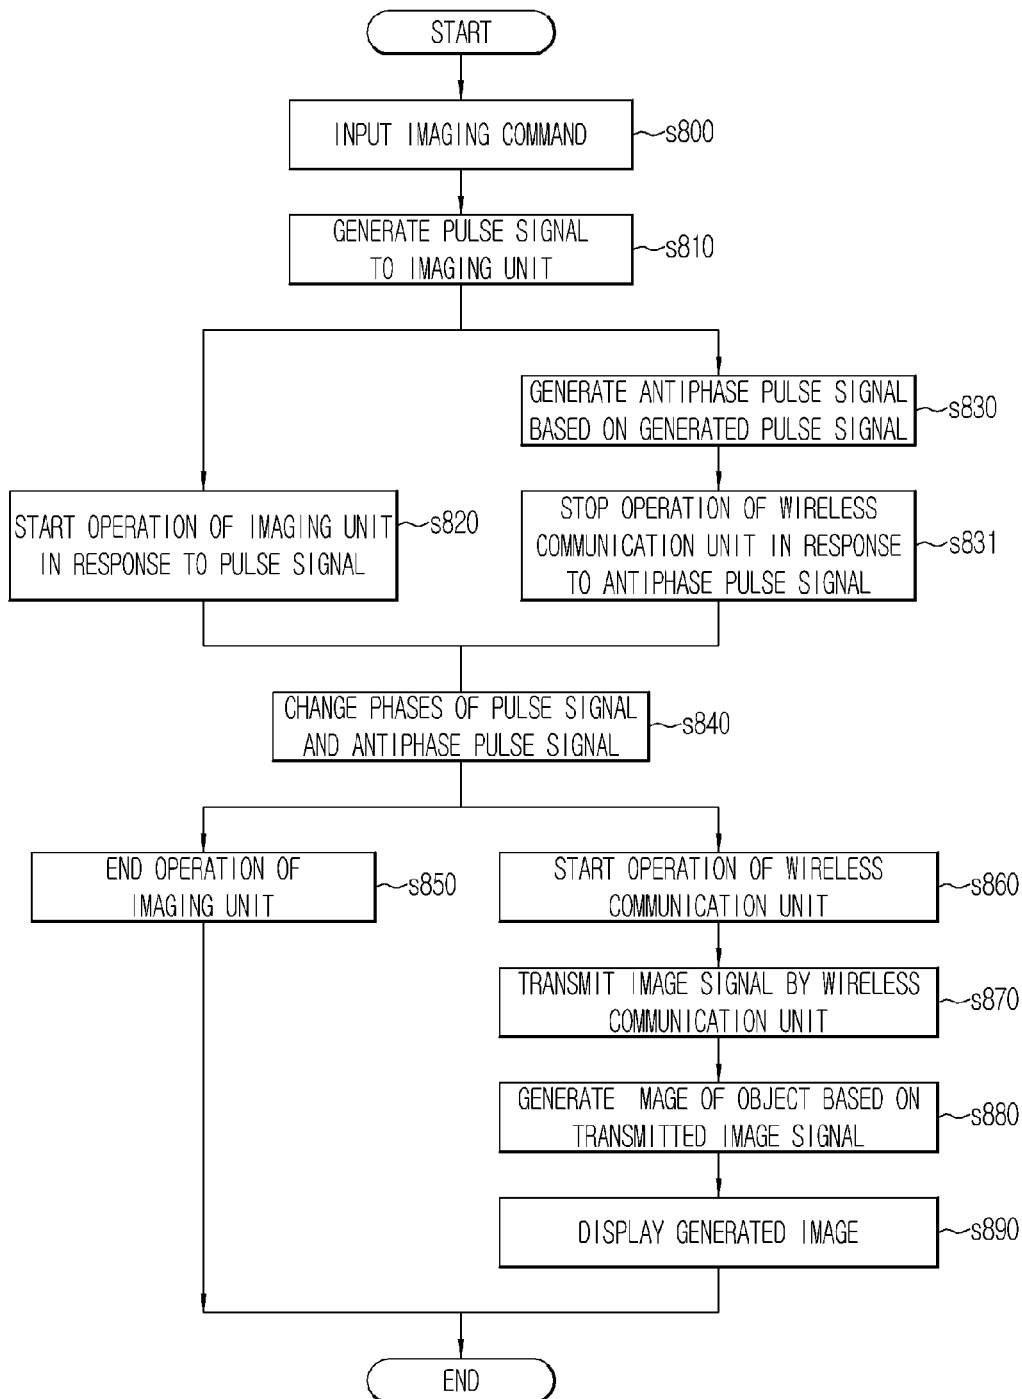 START
INPUT IMAGING COMMAND
s800
GENERATE PULSE SIGNAL
TO IMAGING UNIT
s810
GENERATE ANTIPHASE PULSE SIGNAL
BASED ON GENERATED PULSE SIGNAL
s830
START OPERATION OF IMAGING UNIT
IN RESPONSE TO PULSE SIGNAL
s820
STOP OPERATION OF WIRELESS
COMMUNICATION UNIT IN RESPONSE
TO ANTIPHASE PULSE SIGNAL
s831
CHANGE PHASES OF PULSE SIGNAL
AND ANTIPHASE PULSE SIGNAL
s840
END OPERATION OF
IMAGING UNIT
s850
START OPERATION OF WIRELESS
COMMUNICATION UNIT
s860
TRANSMIT IMAGE SIGNAL BY WIRELESS
COMMUNICATION UNIT
s870
GENERATE MAGE OF OBJECT BASED ON
TRANSMITTED IMAGE SIGNAL
s880
DISPLAY GENERATED IMAGE
s890
END